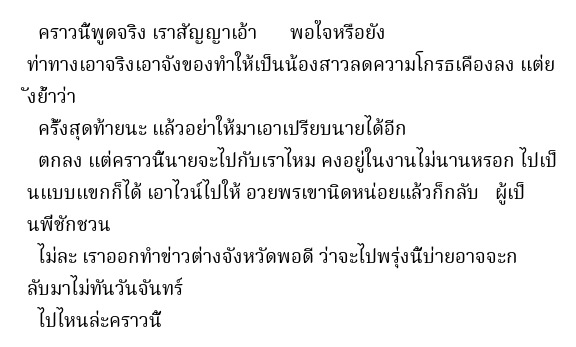 คราวนี้พูดจริง เราสัญญาเอ้า       พอใจหรือยัง
ท่าทางเอาจริงเอาจังของทำให้เป็นน้องสาวลดความโกรธเคืองลง แต่ย
ังย้ำว่า
ครั้งสุดท้ายนะ แล้วอย่าให้มาเอาเปรียบนายได้อีก
ตกลง แต่คราวนี้นายจะไปกับเราไหม คงอยู่ในงานไม่นานหรอก ไปเป็
นแบบแขกก็ได้ เอาไวน์ไปให้ อวยพรเขานิดหน่อยแล้วก็กลับ   ผู้เป็
นพี่ชักชวน
ไม่ละ เราออกทำข่าวต่างจังหวัดพอดี ว่าจะไปพรุ่งนี้บ่ายอาจจะก
ลับมาไม่ทันวันจันทร์
ไปไหนล่ะคราวนี้